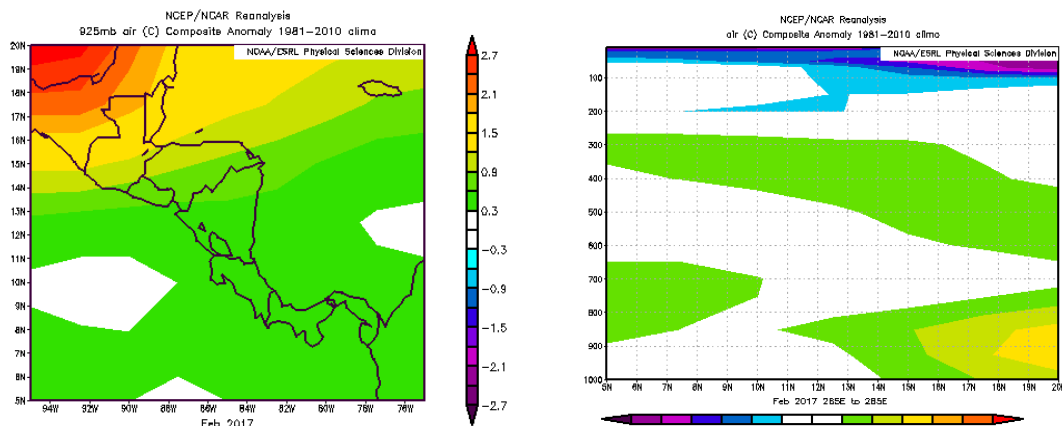 NCEP/NCAR Reanalysis
925mb air (C) Composite Anomaly 1981-2010 clima
NOAA/ESRL Physical Sciences Division
20N
19N
18N
17N
16N
15N
14N
13N
12N
11N
10N
9N
8N
7N
6N
5N
94W 92W 90W 88W 86W 84W 82W 80W 78W 76W
Feb 2017
2.7
2.1
1.5
0.9
0.3
-0.3
-0.9
-1.5
-2.1
-2.7
NCEP/NCAR Reanalysis
air (C) Composite Anomaly 1981-2010 clima
NOAA/ESRL Physical Sciences Division
100
200
300
400
500
600
700
800
900
1000
5N 6N 7N 8N 9N 10N 11N 12N 13N 14N 15N 16N 17N 18N 19N 20N
Feb 2017 265E to 285E